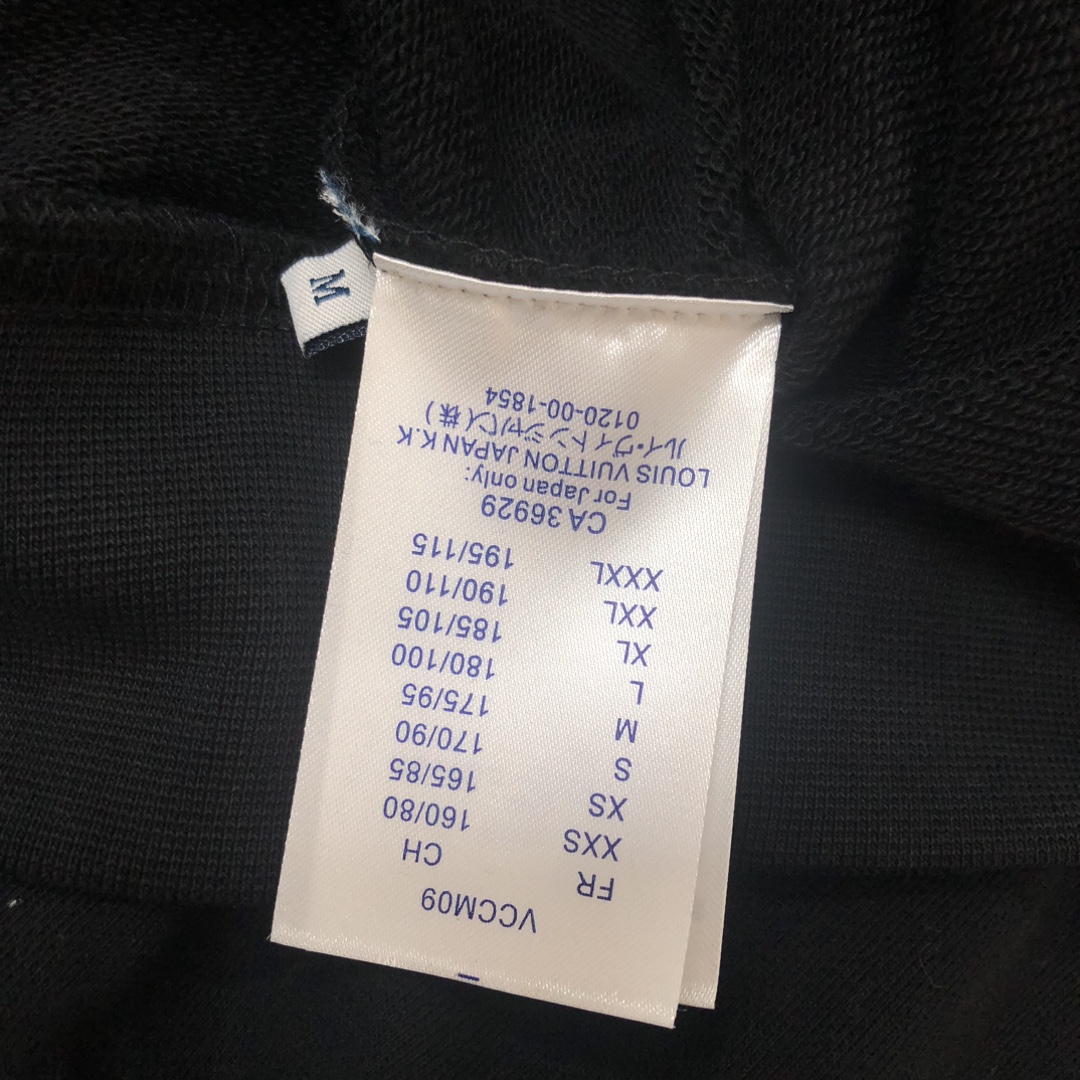 M
VCCM09
FR CH
XXS 160/80
XS 165/85
S 170/90
M 175/95
L 180/100
XL 185/105
XXL 190/110
XXXL 195/115
CA 36929
For Japan only:
LOUIS VUITTON JAPAN K.K
ルイ・ヴィトンジャパン(株)
0120-00-1854